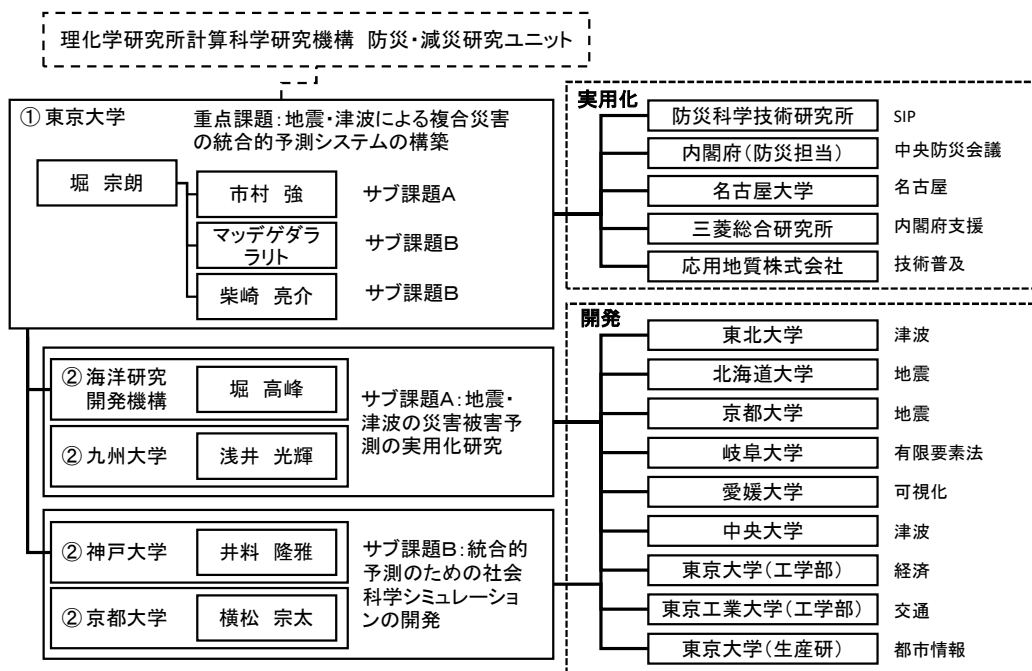 理化学研究所計算科学研究機構 防災・減災研究ユニット
① 東京大学
重点課題:地震・津波による複合災害
の統合的予測システムの構築
堀 宗朗
市村 強
サブ課題A
マッデゲダラ
ラリト
サブ課題B
柴崎 亮介
サブ課題B
② 海洋研究
開発機構
堀 高峰
② 九州大学
浅井 光輝
サブ課題A:地震・
津波の災害被害予
測の実用化研究
② 神戸大学
井料 隆雅
② 京都大学
横松 宗太
サブ課題B:統合的
予測のための社会
科学シミュレーショ
ンの開発
実用化
防災科学技術研究所 SIP
内閣府(防災担当) 中央防災会議
名古屋大学 名古屋
三菱総合研究所 内閣府支援
応用地質株式会社 技術普及
開発
東北大学 津波
北海道大学 地震
京都大学 地震
岐阜大学 有限要素法
愛媛大学 可視化
中央大学 津波
東京大学(工学部) 経済
東京工業大学(工学部) 交通
東京大学(生産研) 都市情報